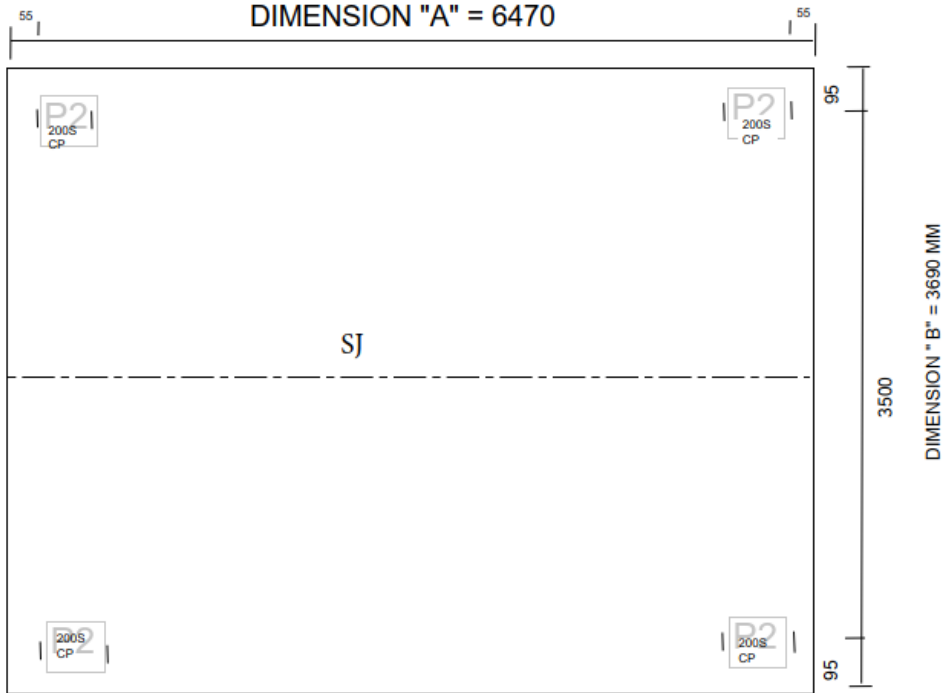 55
DIMENSION "A" = 6470
55
P2
200S
CP
P2
200S
CP
95
SJ
3500
DIMENSION " B" = 3690 MM
P2
200S
CP
P2
200S
CP
95